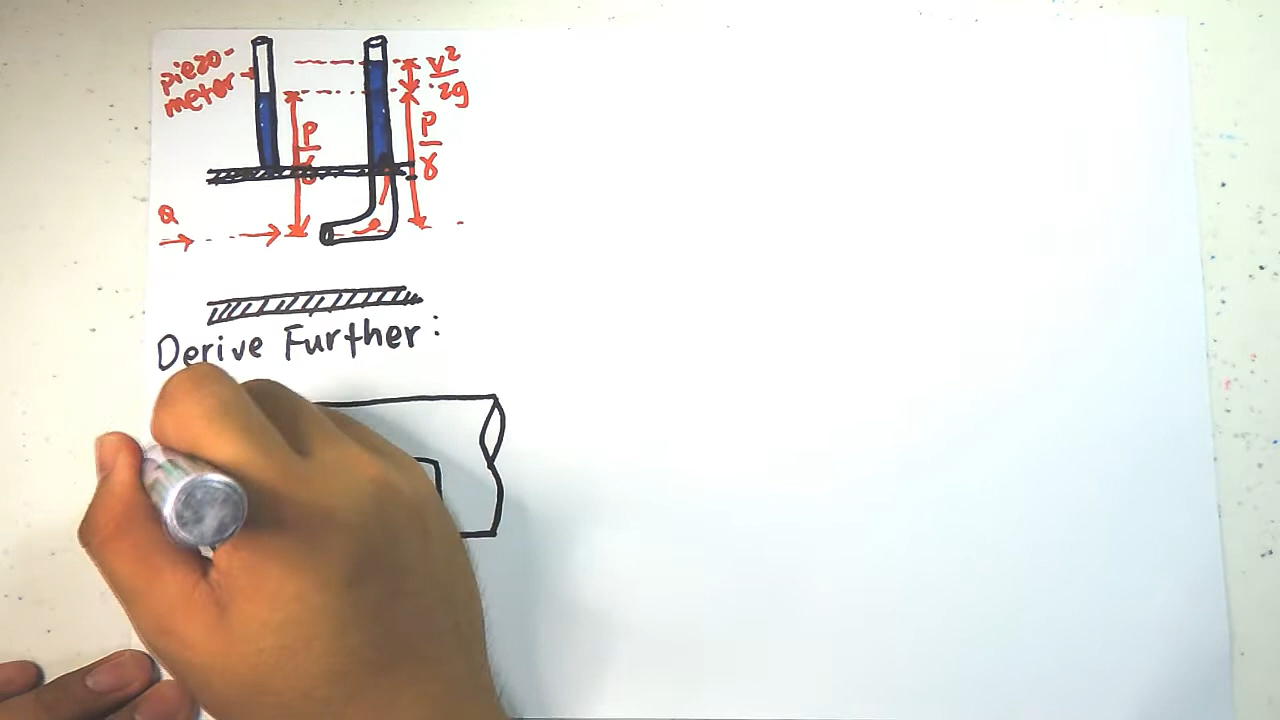 piezo-
meter
v²/2g
P/γ
P/γ
Q
Derive Further: